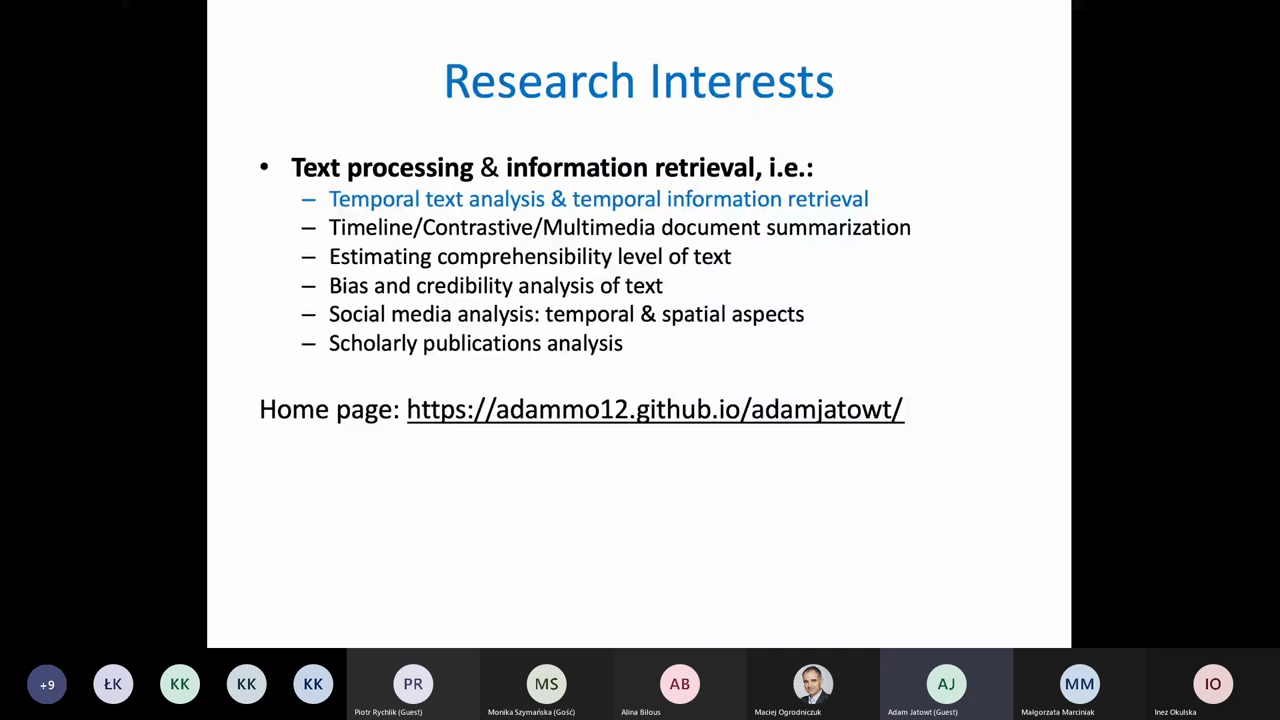 Research Interests
• Text processing & information retrieval, i.e.:
– Temporal text analysis & temporal information retrieval
– Timeline/Contrastive/Multimedia document summarization
– Estimating comprehensibility level of text
– Bias and credibility analysis of text
– Social media analysis: temporal & spatial aspects
– Scholarly publications analysis
Home page: https://adammo12.github.io/adamjatowt/
+9 ŁK KK KK KK PR MS AB AJ MM IO
Piotr Rychlik (Guest) Monika Szymańska (Gość) Alina Bilous Maciej Ogrodniczuk Adam Jatowt (Guest) Małgorzata Marciniak Inez Okulska